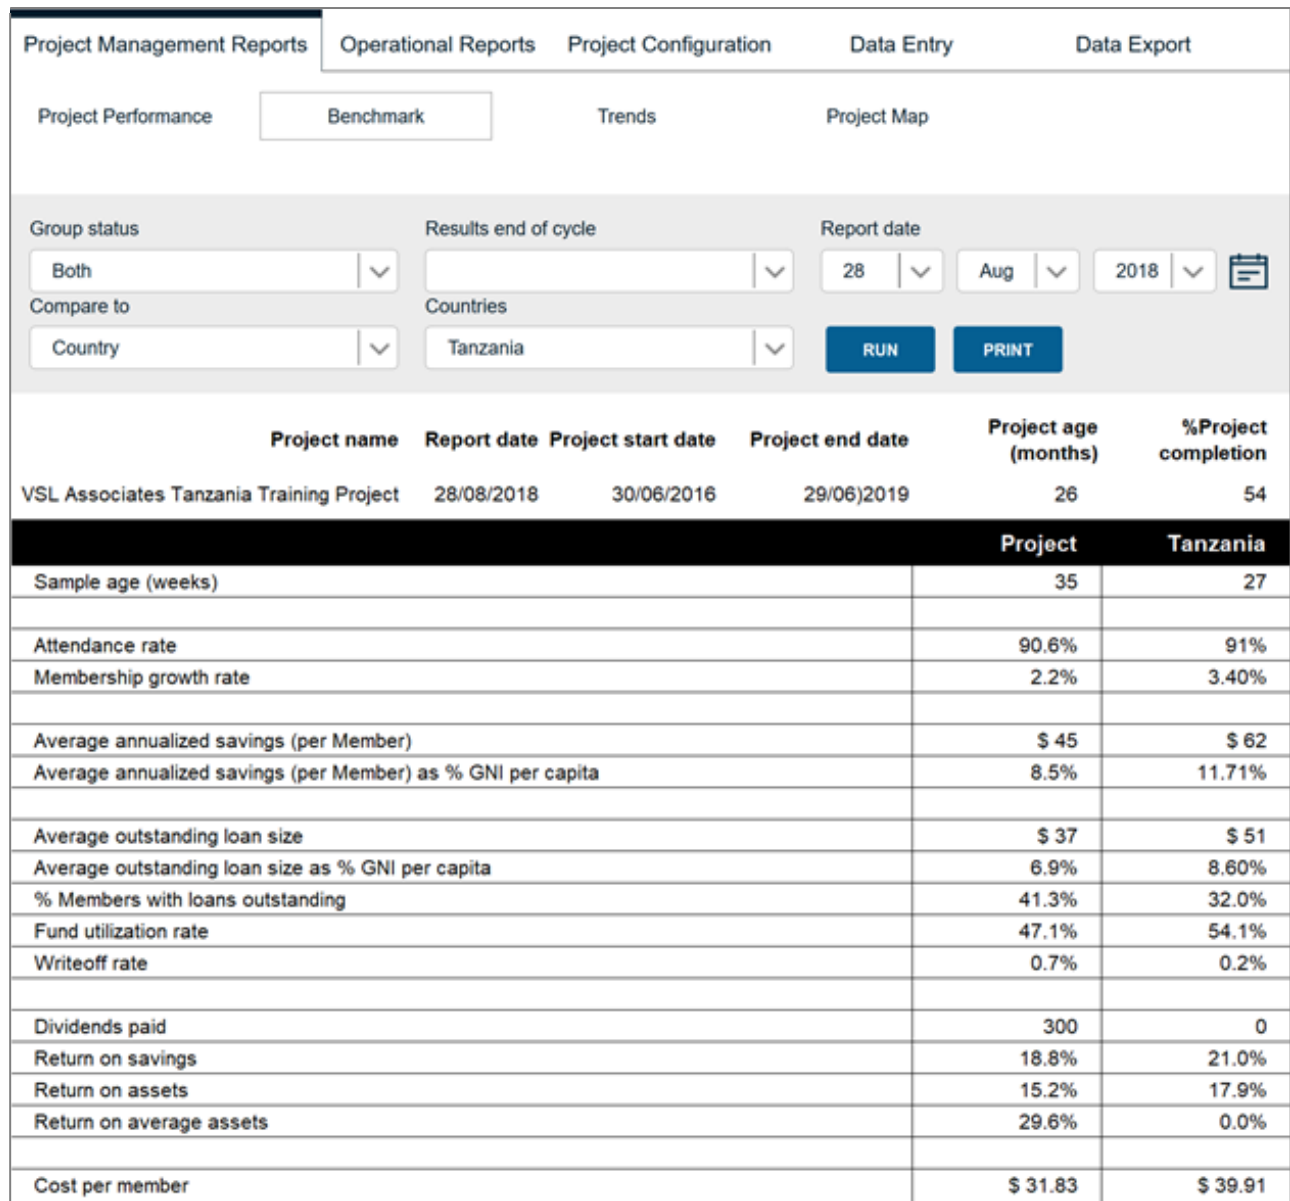 Project Management Reports Operational Reports Project Configuration Data Entry Data Export
Project Performance Benchmark Trends Project Map
Group status Results end of cycle Report date
Both 28 Aug 2018
Compare to Countries
Country Tanzania RUN PRINT
Project name Report date Project start date Project end date Project age (months) %Project completion
VSL Associates Tanzania Training Project 28/08/2018 30/06/2016 29/06)2019 26 54
Project Tanzania
Sample age (weeks) 35 27
Attendance rate 90.6% 91%
Membership growth rate 2.2% 3.40%
Average annualized savings (per Member) $ 45 $ 62
Average annualized savings (per Member) as % GNI per capita 8.5% 11.71%
Average outstanding loan size $ 37 $ 51
Average outstanding loan size as % GNI per capita 6.9% 8.60%
% Members with loans outstanding 41.3% 32.0%
Fund utilization rate 47.1% 54.1%
Writeoff rate 0.7% 0.2%
Dividends paid 300 0
Return on savings 18.8% 21.0%
Return on assets 15.2% 17.9%
Return on average assets 29.6% 0.0%
Cost per member $ 31.83 $ 39.91